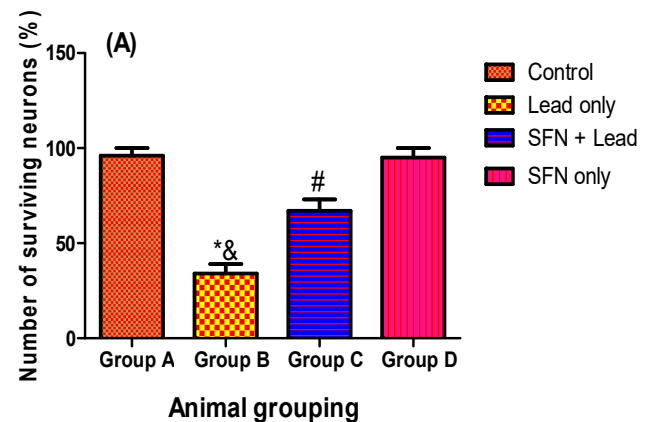 (A)
Number of surviving neurons (%)
150
100
50
0
*&
#
Group A
Group B
Group C
Group D
Animal grouping
Control
Lead only
SFN + Lead
SFN only